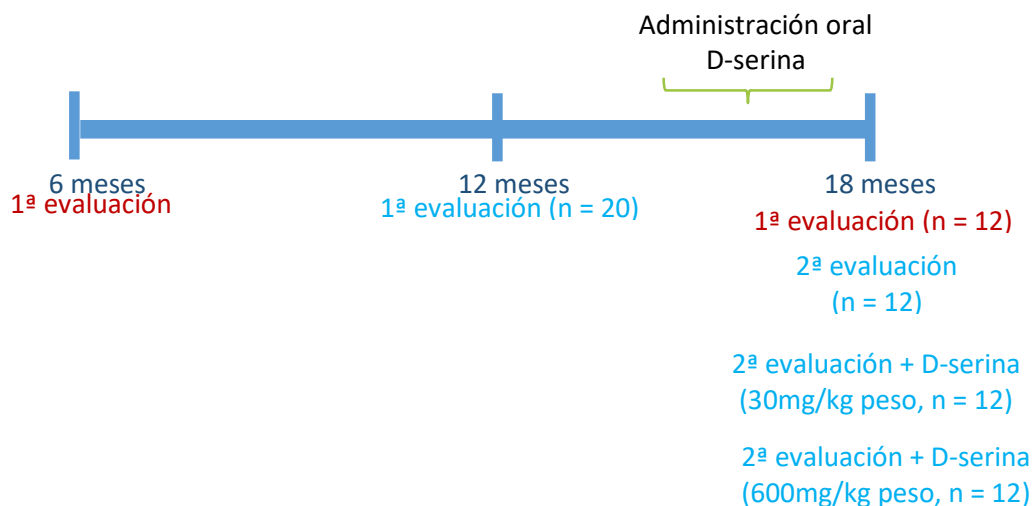 Administración oral
D-serina
6 meses
12 meses
18 meses
1ª evaluación
1ª evaluación (n = 20)
1ª evaluación (n = 12)
2ª evaluación
(n = 12)
2ª evaluación + D-serina
(30mg/kg peso, n = 12)
2ª evaluación + D-serina
(600mg/kg peso, n = 12)